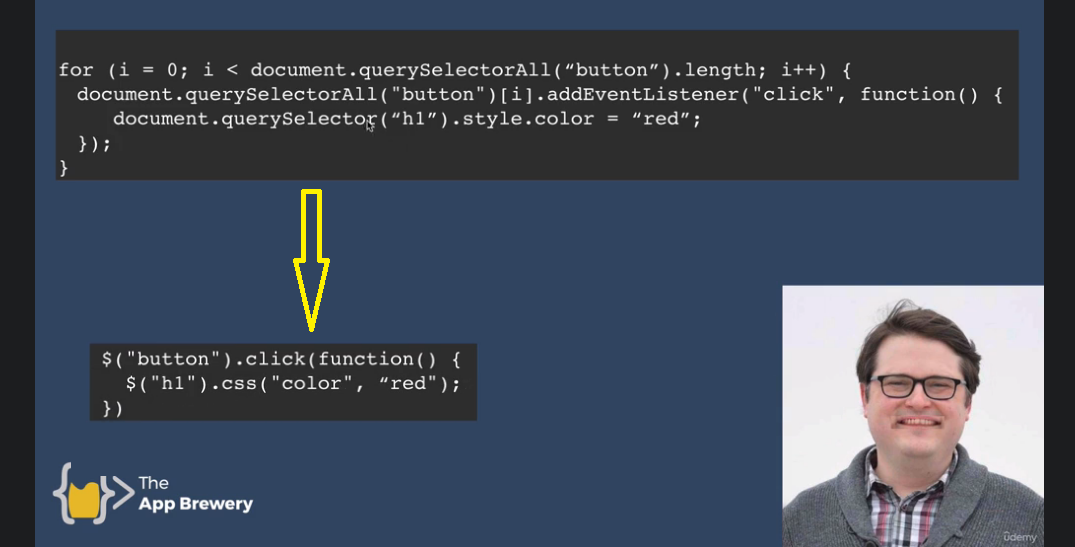 for (i = 0; i < document.querySelectorAll(“button”).length; i++) {
 document.querySelectorAll("button")[i].addEventListener("click", function() {
   document.querySelector(“h1”).style.color = “red”;
 });
}
$("button").click(function() {
 $("h1").css("color", “red");
})
The
App Brewery
ûdemy